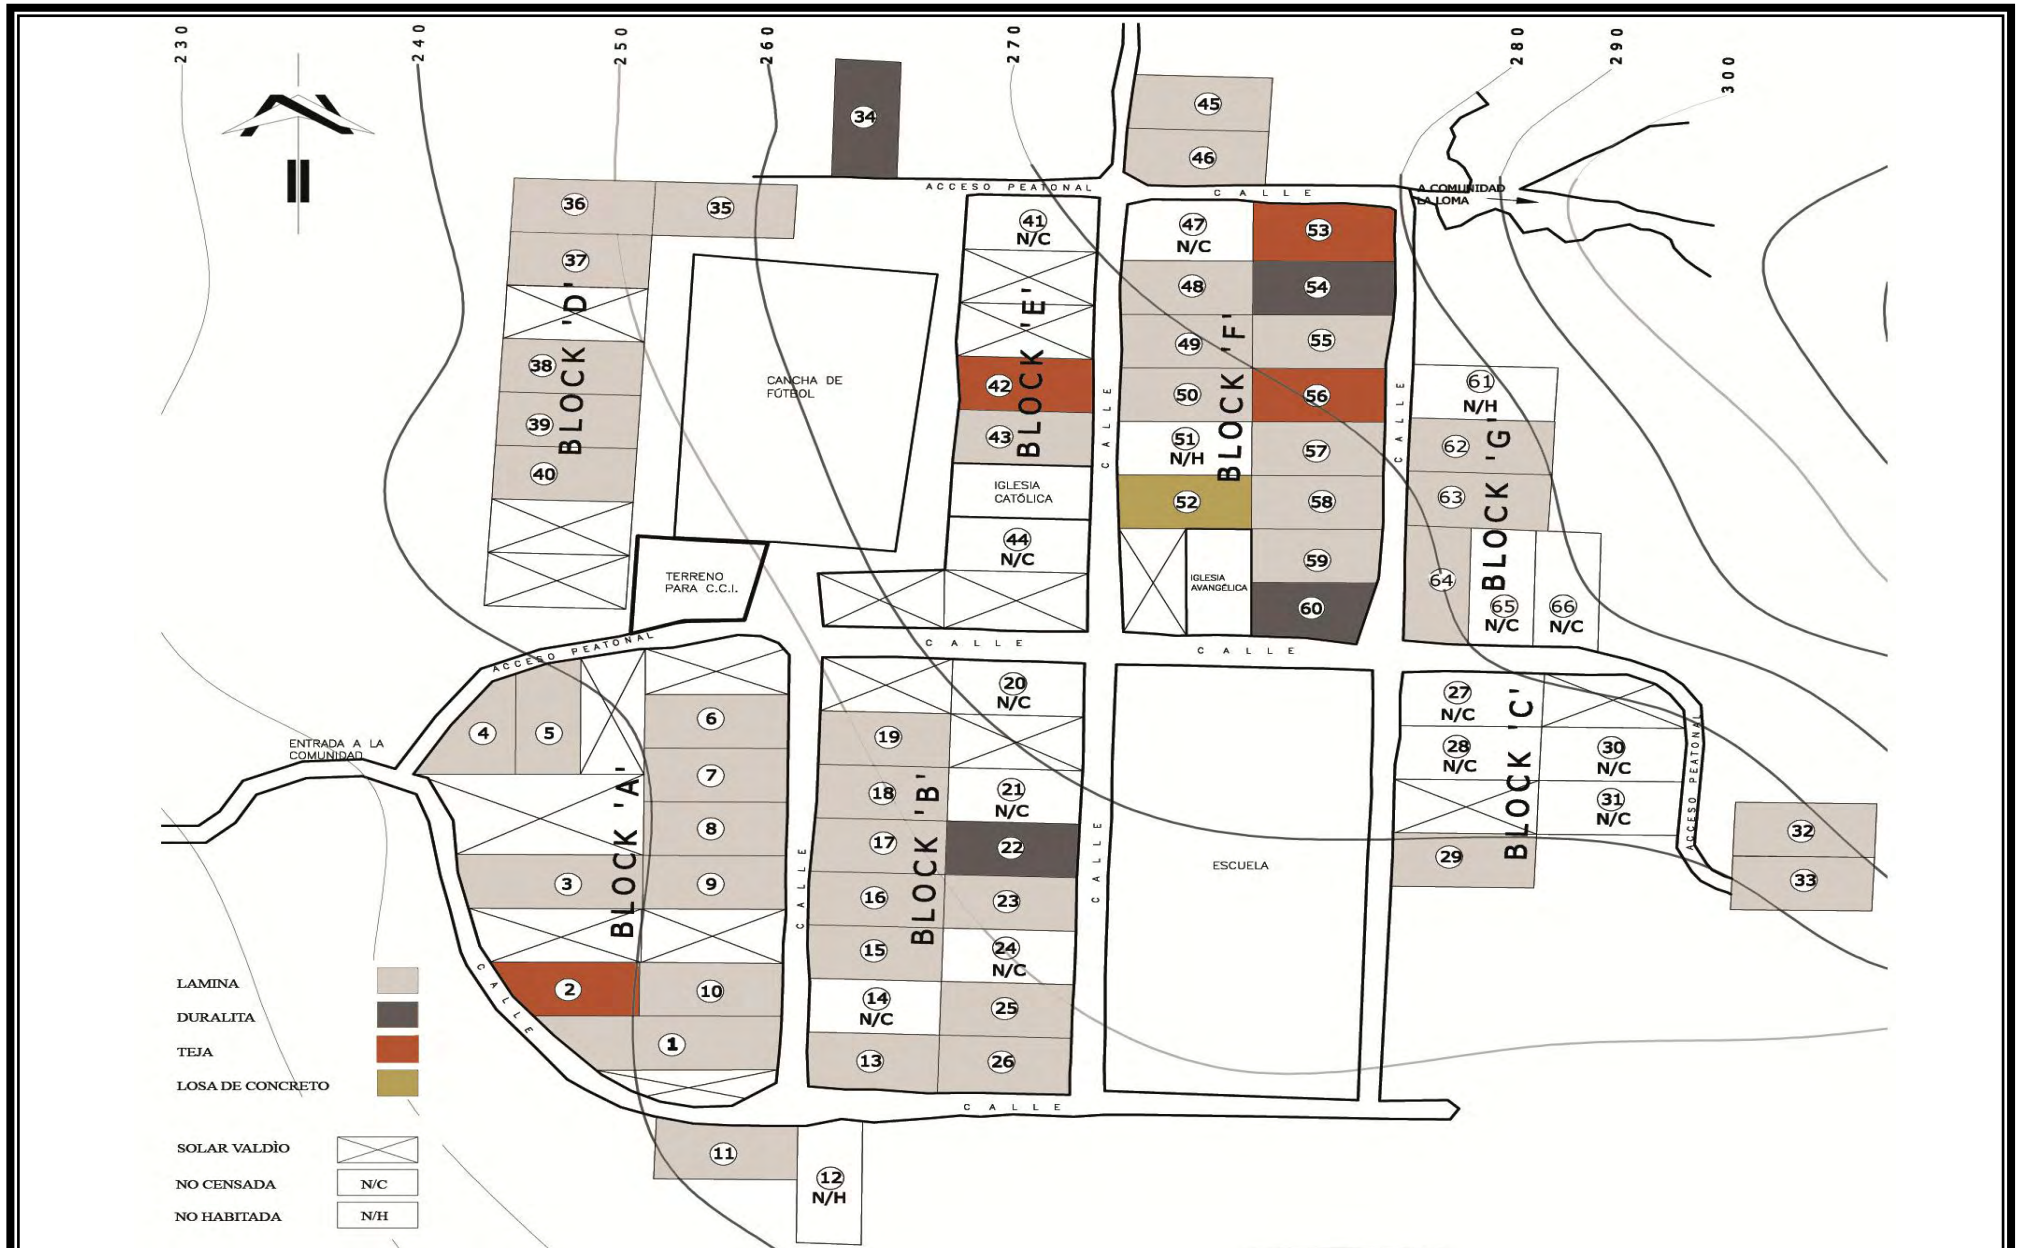 230
240
250
260
270
280
290
300
34
45
46
ACCESO PEATONAL
CALLE
A COMUNIDAD
LA LOMA
36
35
37
BLOCK 'D'
38
39
40
CANCHA DE
FÚTBOL
TERRENO
PARA C.C.I.
41
N/C
BLOCK 'E'
42
43
IGLESIA
CATÓLICA
44
N/C
CALLE
47
N/C
53
48
54
49
55
50
56
51
N/H
57
52
58
59
60
BLOCK 'F'
IGLESIA
AVANGÉLICA
CALLE
61
N/H
62
63
64
65
N/C
66
N/C
BLOCK 'G'
ACCESO PEATONAL
CALLE
CALLE
ENTRADA A LA
COMUNIDAD
4
5
6
7
8
3
9
2
10
1
BLOCK 'A'
CALLE
CALLE
20
N/C
19
18
21
N/C
17
22
16
23
15
24
N/C
14
N/C
25
13
26
BLOCK 'B'
CALLE
ESCUELA
27
N/C
28
N/C
30
N/C
31
N/C
29
BLOCK 'C'
ACCESO PEATONAL
32
33
CALLE
11
12
N/H
LAMINA
DURALITA
TEJA
LOSA DE CONCRETO
SOLAR VALDÌO
NO CENSADA N/C
NO HABITADA N/H